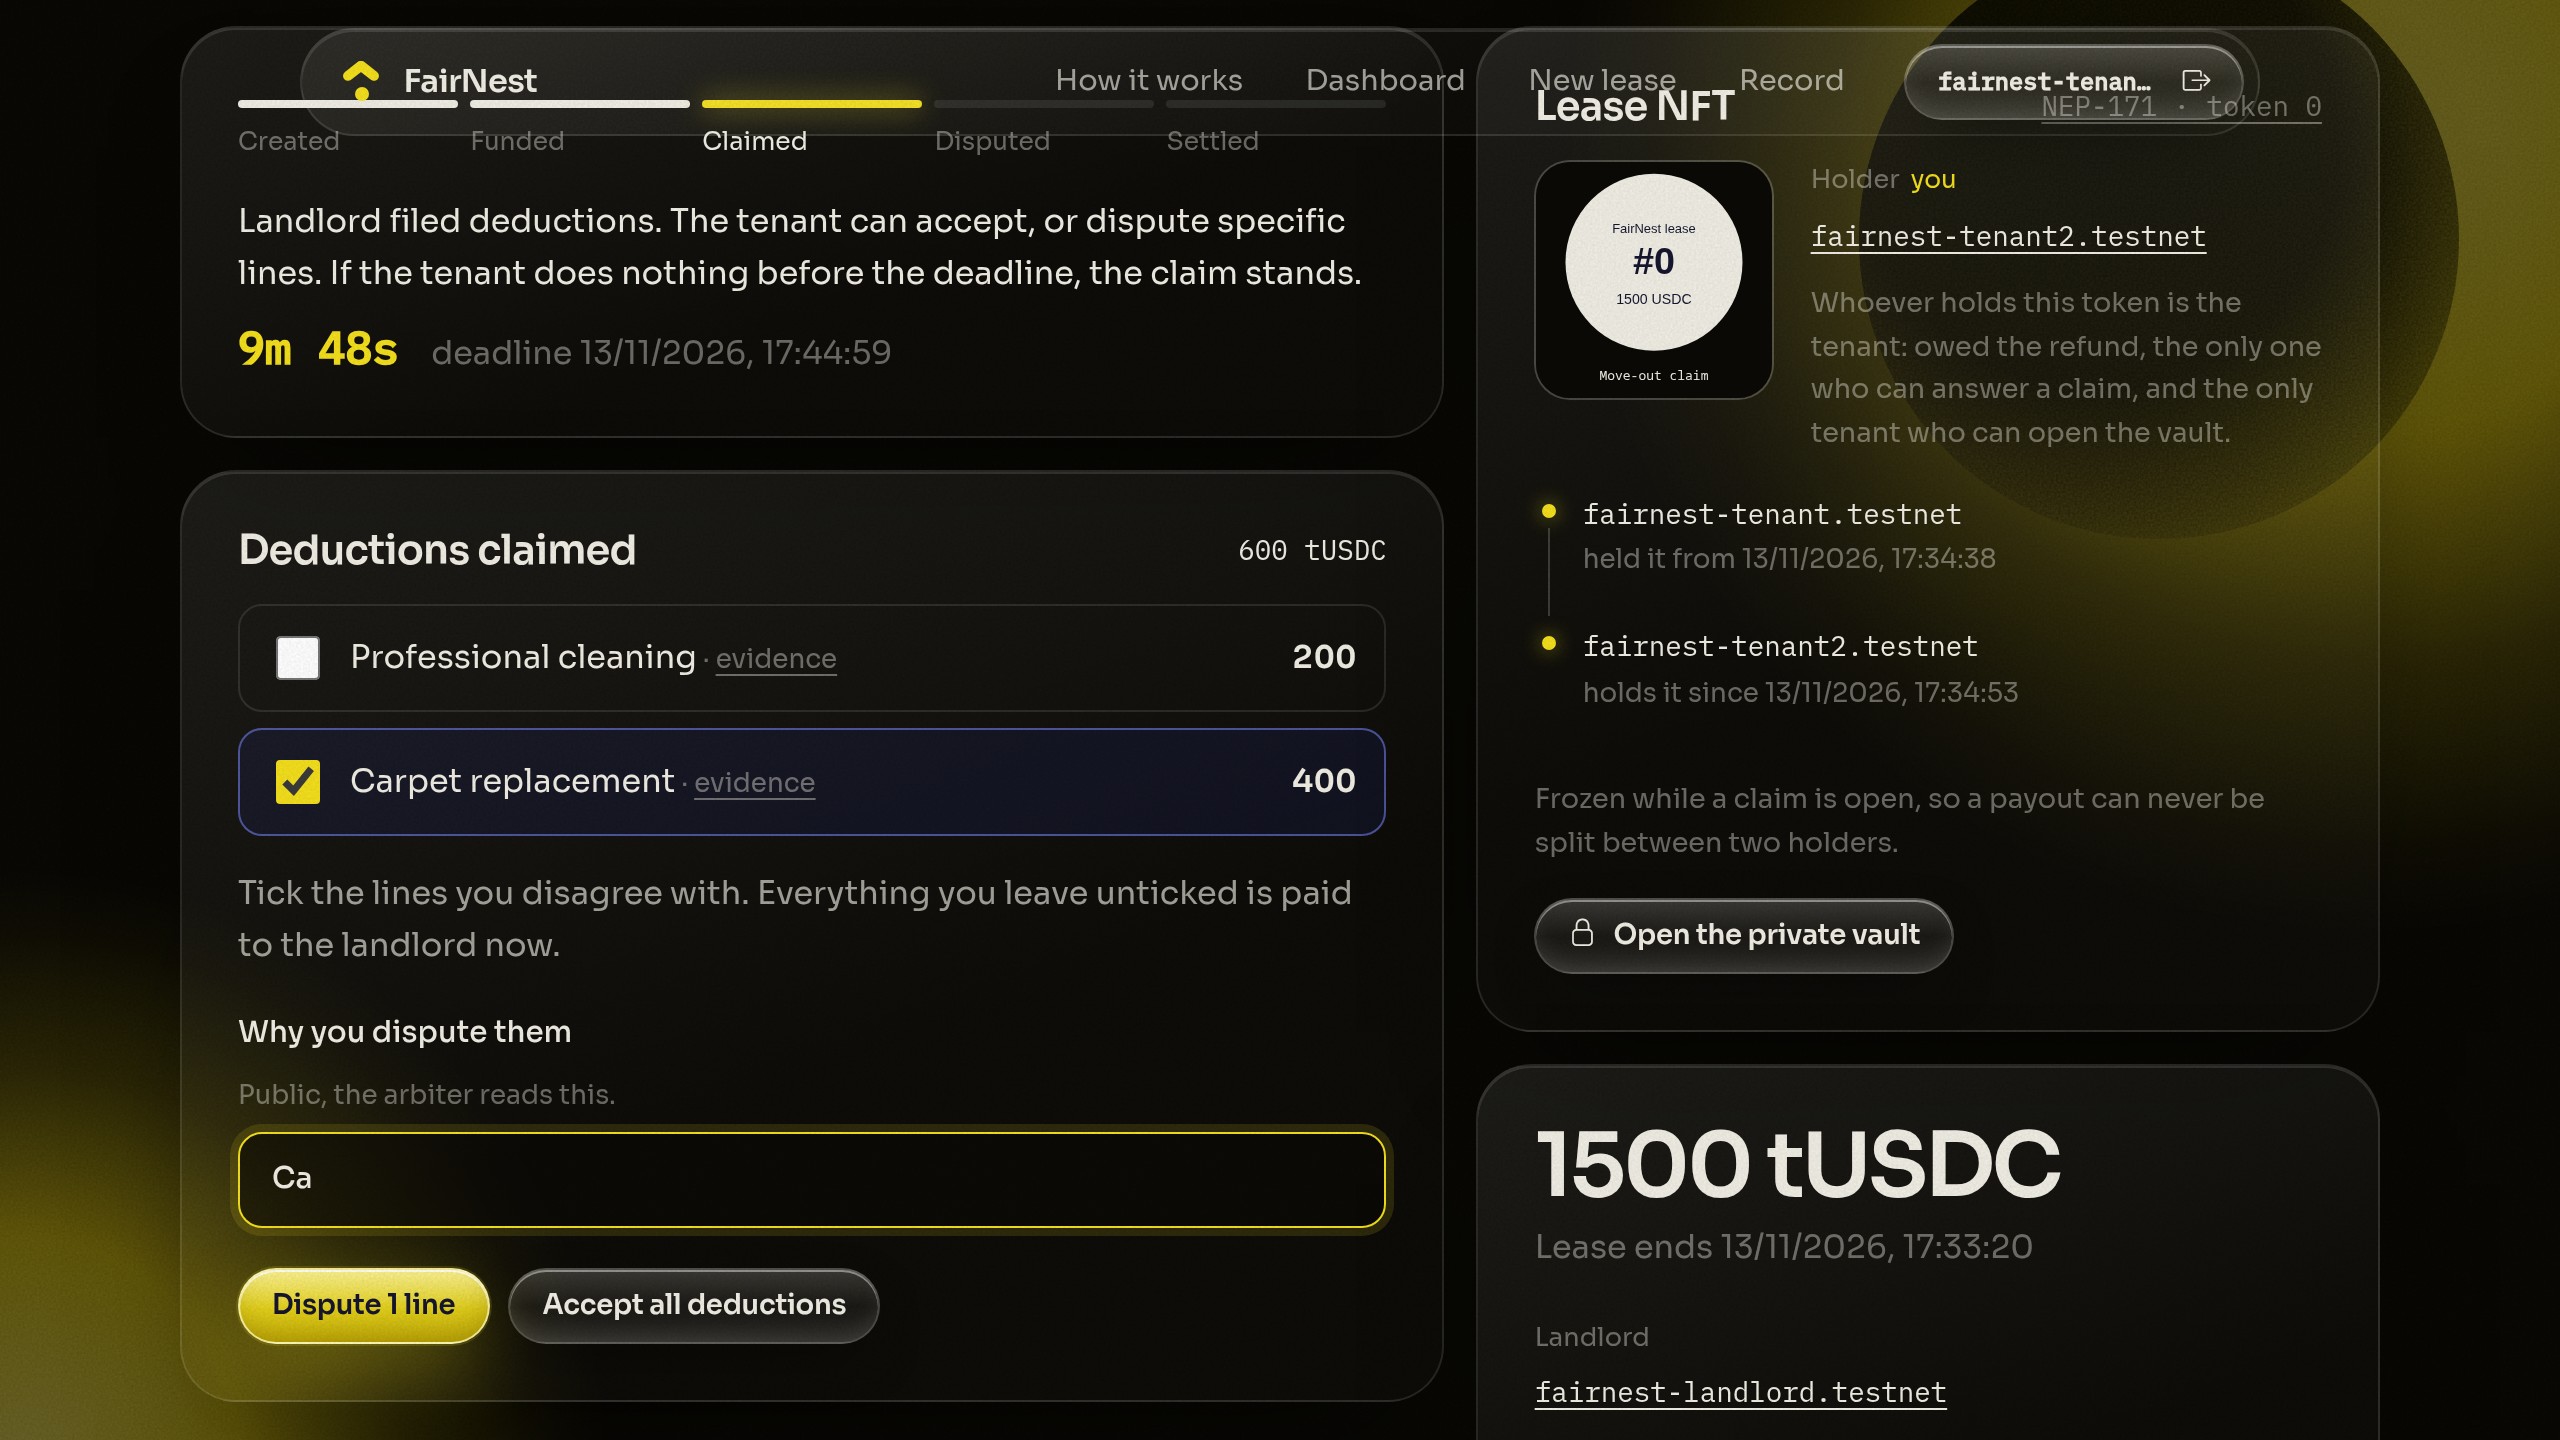 FairNest
How it works
Dashboard
New lease
Record
fairnest-tenan…
Created
Funded
Claimed
Disputed
Settled
Landlord filed deductions. The tenant can accept, or dispute specific
lines. If the tenant does nothing before the deadline, the claim stands.
9m 48s deadline 13/11/2026, 17:44:59
Deductions claimed
600 tUSDC
Professional cleaning · evidence
200
Carpet replacement · evidence
400
Tick the lines you disagree with. Everything you leave unticked is paid
to the landlord now.
Why you dispute them
Public, the arbiter reads this.
Ca
Dispute 1 line
Accept all deductions
Lease NFT
NEP-171 · token 0
FairNest lease
#0
1500 USDC
Move-out claim
Holder you
fairnest-tenant2.testnet
Whoever holds this token is the
tenant: owed the refund, the only one
who can answer a claim, and the only
tenant who can open the vault.
fairnest-tenant.testnet
held it from 13/11/2026, 17:34:38
fairnest-tenant2.testnet
holds it since 13/11/2026, 17:34:53
Frozen while a claim is open, so a payout can never be
split between two holders.
Open the private vault
1500 tUSDC
Lease ends 13/11/2026, 17:33:20
Landlord
fairnest-landlord.testnet